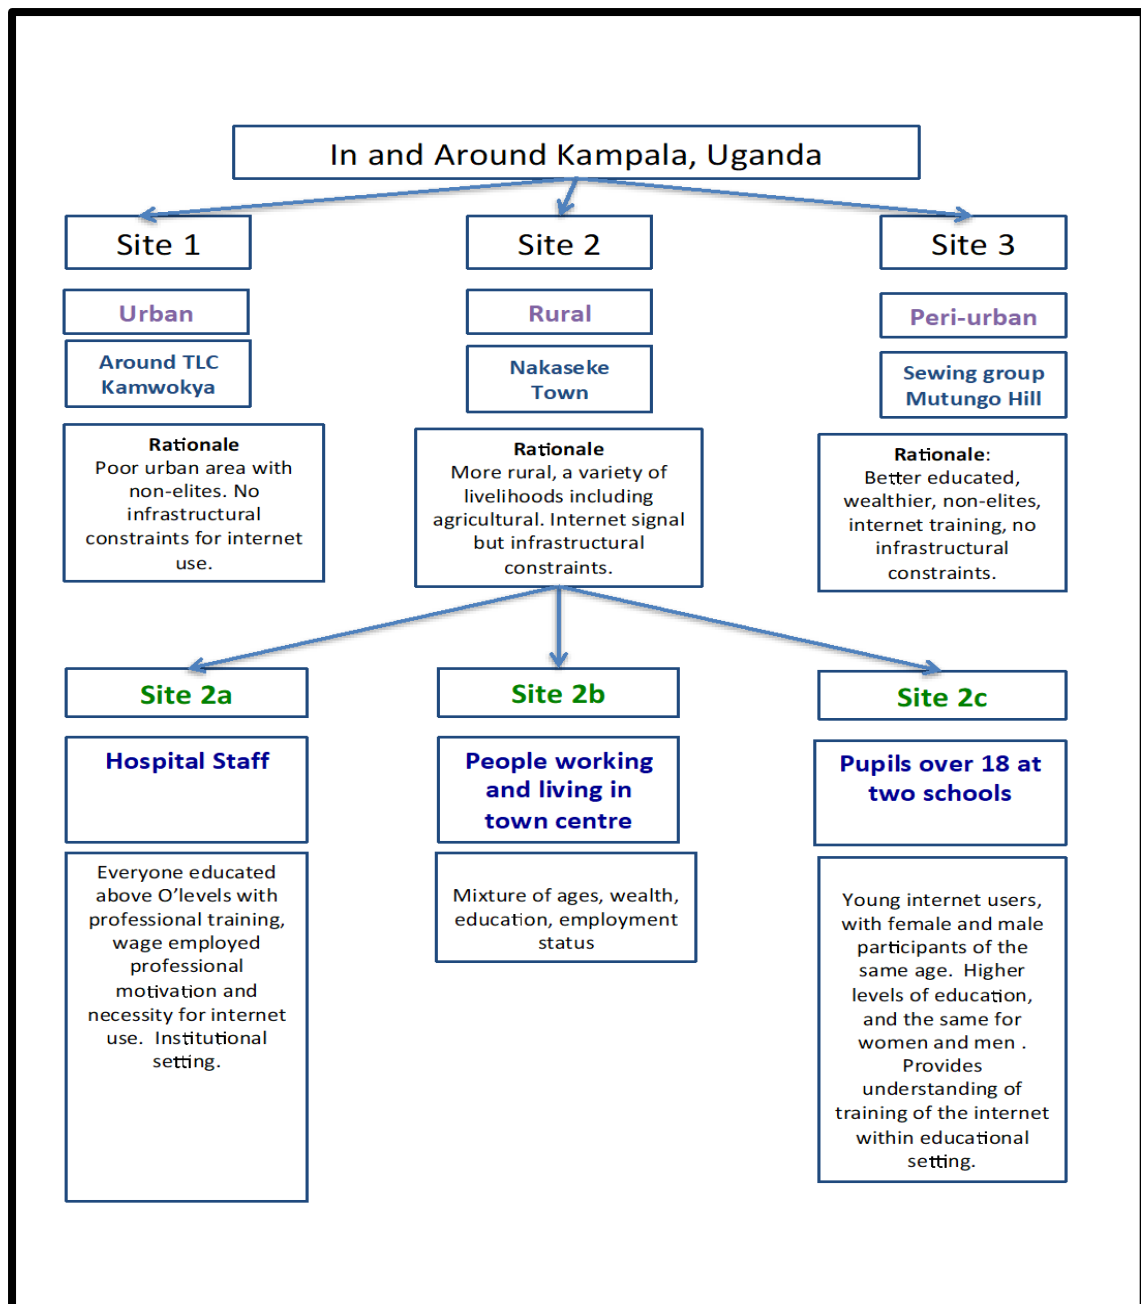 In and Around Kampala, Uganda
Site 1
Urban
Around TLC
Kamwokya
Rationale
Poor urban area with
non-elites. No
infrastructural
constraints for internet
use.
Site 2
Rural
Nakaseke
Town
Rationale
More rural, a variety of
livelihoods including
agricultural. Internet signal
but infrastructural
constraints.
Site 3
Peri-urban
Sewing group
Mutungo Hill
Rationale:
Better educated,
wealthier, non-elites,
internet training, no
infrastructural
constraints.
Site 2a
Hospital Staff
Everyone educated
above O'levels with
professional training,
wage employed
professional
motivation and
necessity for internet
use.  Institutional
setting.
Site 2b
People working
and living in
town centre
Mixture of ages, wealth,
education, employment
status
Site 2c
Pupils over 18 at
two schools
Young internet users,
with female and male
participants of the
same age.  Higher
levels of education,
and the same for
women and men .
Provides
understanding of
training of the internet
within educational
setting.